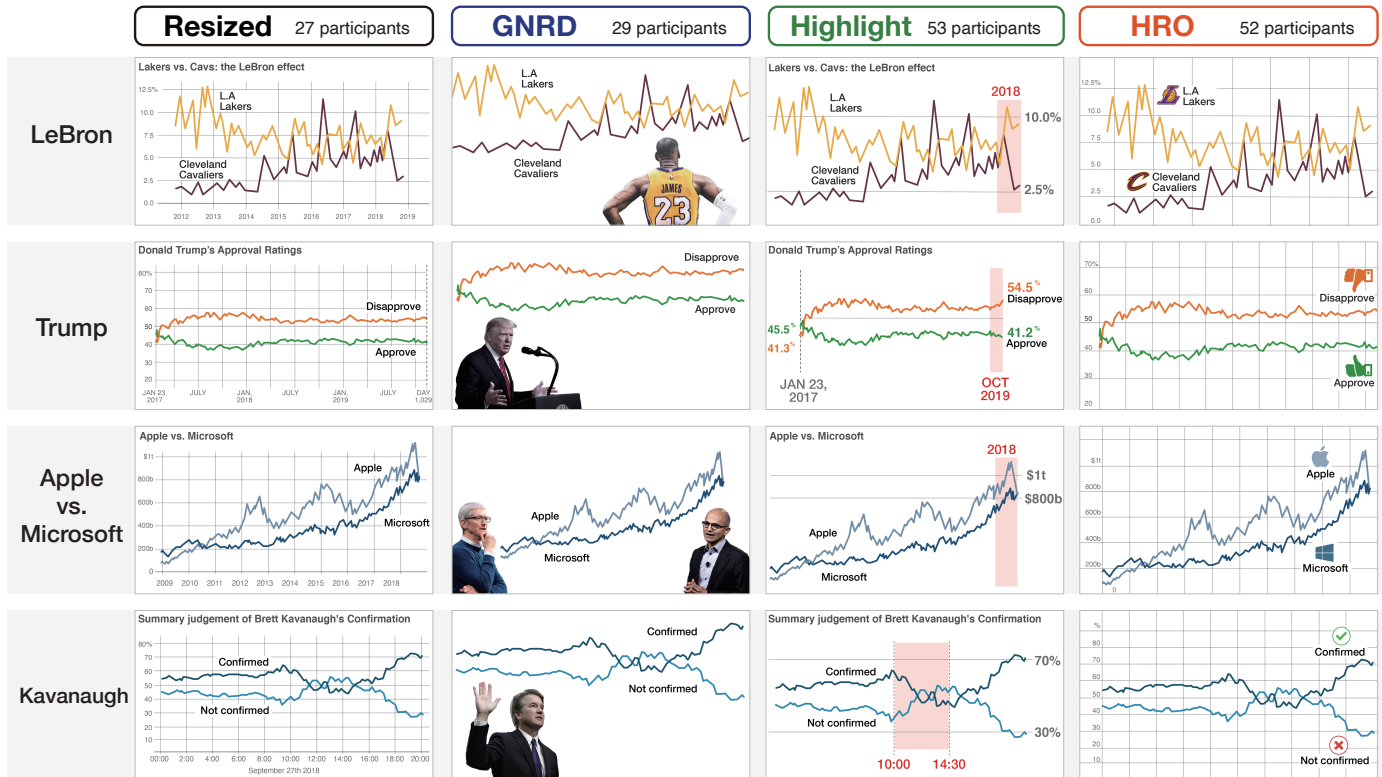 Resized 27 participants
GNRD 29 participants
Highlight 53 participants
HRO 52 participants
LeBron
Lakers vs. Cavs: the LeBron effect
12.5%
10.0
7.5
5.0
2.5
0.0
L.A
Lakers
Cleveland
Cavaliers
2012 2013 2014 2015 2016 2017 2018 2019
L.A
Lakers
Cleveland
Cavaliers
JAMES
23
Lakers vs. Cavs: the LeBron effect
2018
L.A
Lakers
10.0%
Cleveland
Cavaliers
2.5%
12.5%
10.0
7.5
5.0
2.5
0.0
L.A
Lakers
Cleveland
Cavaliers
Trump
Donald Trump's Approval Ratings
80%
70
60
50
40
30
20
Disapprove
Approve
JAN 23,
2017
JULY
JAN,
2018
JULY
JAN,
2019
JULY
DAY
1,029
Disapprove
Approve
Donald Trump's Approval Ratings
54.5%
Disapprove
45.5%
41.3%
41.2%
Approve
JAN 23,
2017
OCT
2019
70%
60
50
40
20
Disapprove
Approve
Apple
vs.
Microsoft
Apple vs. Microsoft
$1t
800b
600b
400b
200b
0
Apple
Microsoft
2009 2010 2011 2012 2013 2014 2015 2016 2017 2018
Apple
Microsoft
Apple vs. Microsoft
2018
$1t
$800b
Apple
Microsoft
$1t
800b
600b
400b
200b
0
Apple
Microsoft
Kavanaugh
Summary judgement of Brett Kavanaugh's Confirmation
80%
70
60
50
40
30
20
10
Confirmed
Not confirmed
00:00 2:00 4:00 6:00 8:00 10:00 12:00 14:00 16:00 18:00 20:00
September 27th 2018
Confirmed
Not confirmed
Summary judgement of Brett Kavanaugh's Confirmation
70%
Confirmed
Not confirmed
30%
10:00 14:30
%
80
70
60
50
40
30
20
10
Confirmed
Not confirmed